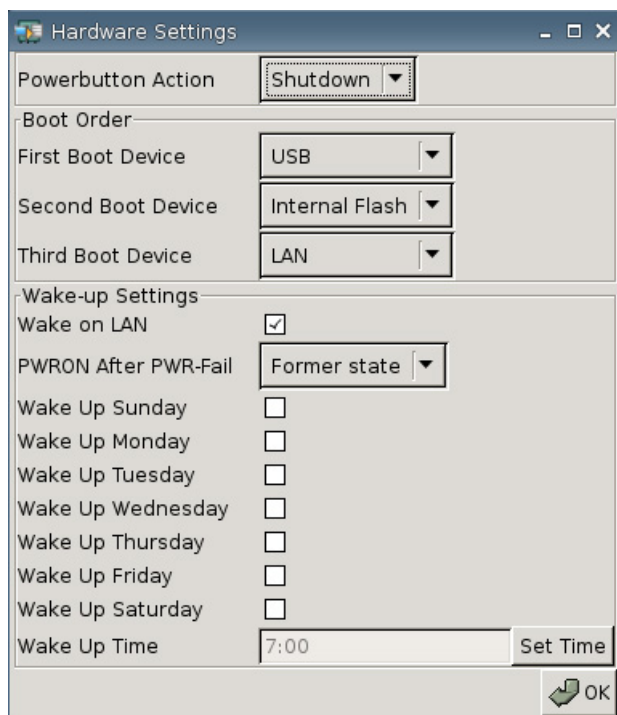 Hardware Settings
Powerbutton Action Shutdown
Boot Order
First Boot Device USB
Second Boot Device Internal Flash
Third Boot Device LAN
Wake-up Settings
Wake on LAN
PWRON After PWR-Fail Former state
Wake Up Sunday
Wake Up Monday
Wake Up Tuesday
Wake Up Wednesday
Wake Up Thursday
Wake Up Friday
Wake Up Saturday
Wake Up Time 7:00 Set Time
OK